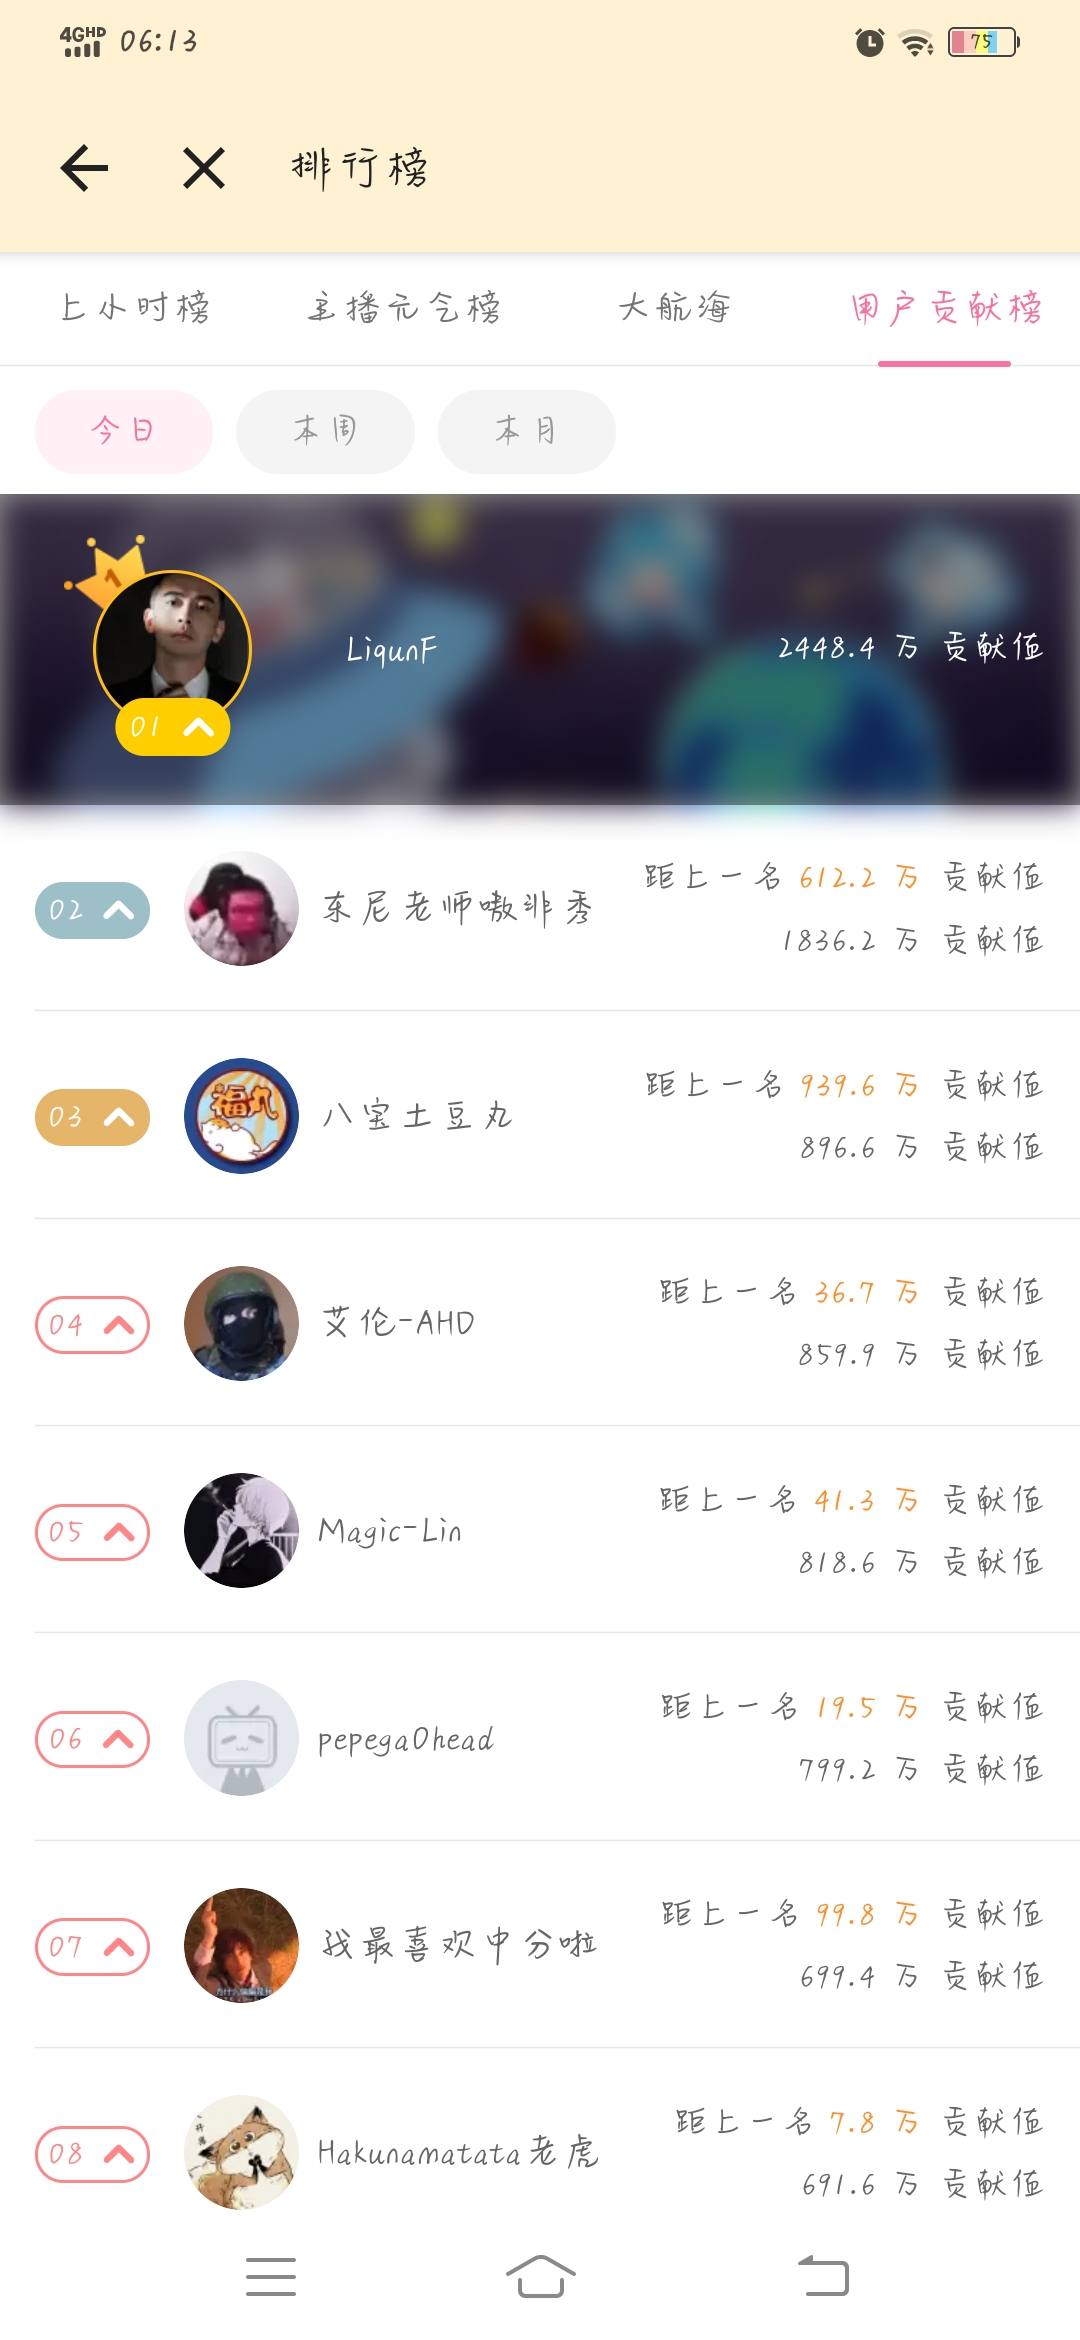 4GHD 06:13 75
排行榜
上小时榜 主播元气榜 大航海 用户贡献榜
今日 本周 本月
1
LiqunF 2448.4 万 贡献值
01
距上一名 612.2 万 贡献值
02 东尼老师嗷非秀
1836.2 万 贡献值
距上一名 939.6 万 贡献值
03 福丸 八宝土豆丸
896.6 万 贡献值
距上一名 36.7 万 贡献值
04 艾伦-AHD
859.9 万 贡献值
距上一名 41.3 万 贡献值
05 Magic-Lin
818.6 万 贡献值
距上一名 19.5 万 贡献值
06 pepega0head
799.2 万 贡献值
距上一名 99.8 万 贡献值
07 我最喜欢中分啦
699.4 万 贡献值
距上一名 7.8 万 贡献值
08 Hakunamatata老虎
691.6 万 贡献值